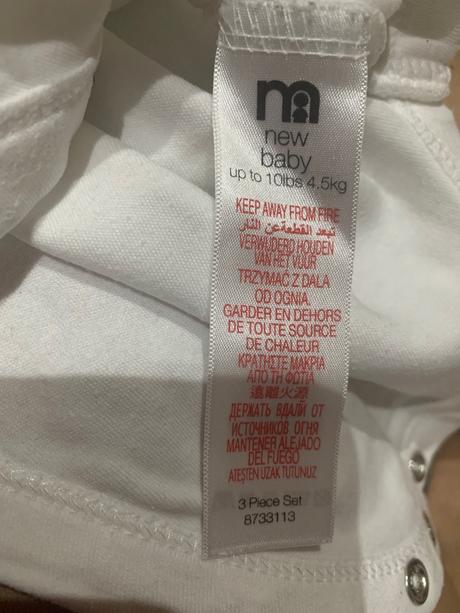 m
new
baby
up to 10lbs 4.5kg
KEEP AWAY FROM FIRE
تبعد القطعة عن النار
VERWIJDERD HOUDEN
VAN HET VUUR
TRZYMAĆ Z DALA
OD OGNIA
GARDER EN DEHORS
DE TOUTE SOURCE
DE CHALEUR
ΚΡΑΤΗΣΤΕ ΜΑΚΡΙΑ
ΑΠΟ ΤΗ ΦΩΤΙΑ
遠離火源
ДЕРЖАТЬ ВДАЛИ ОТ
ИСТОЧНИКОВ ОГНЯ
MANTENER ALEJADO
DEL FUEGO
ATEŞTEN UZAK TUTUNUZ
3 Piece Set
8733113